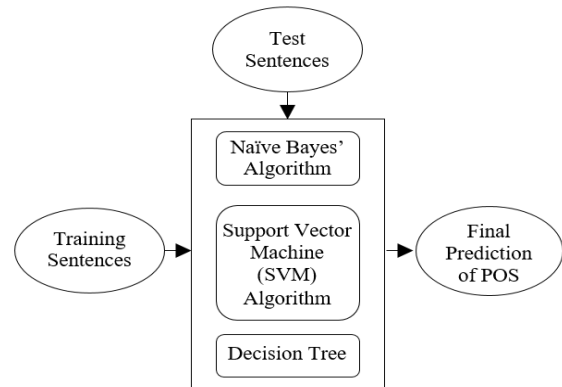 Test
Sentences
Naïve Bayes’
Algorithm
Training
Sentences
Support Vector
Machine
(SVM)
Algorithm
Final
Prediction
of POS
Decision Tree